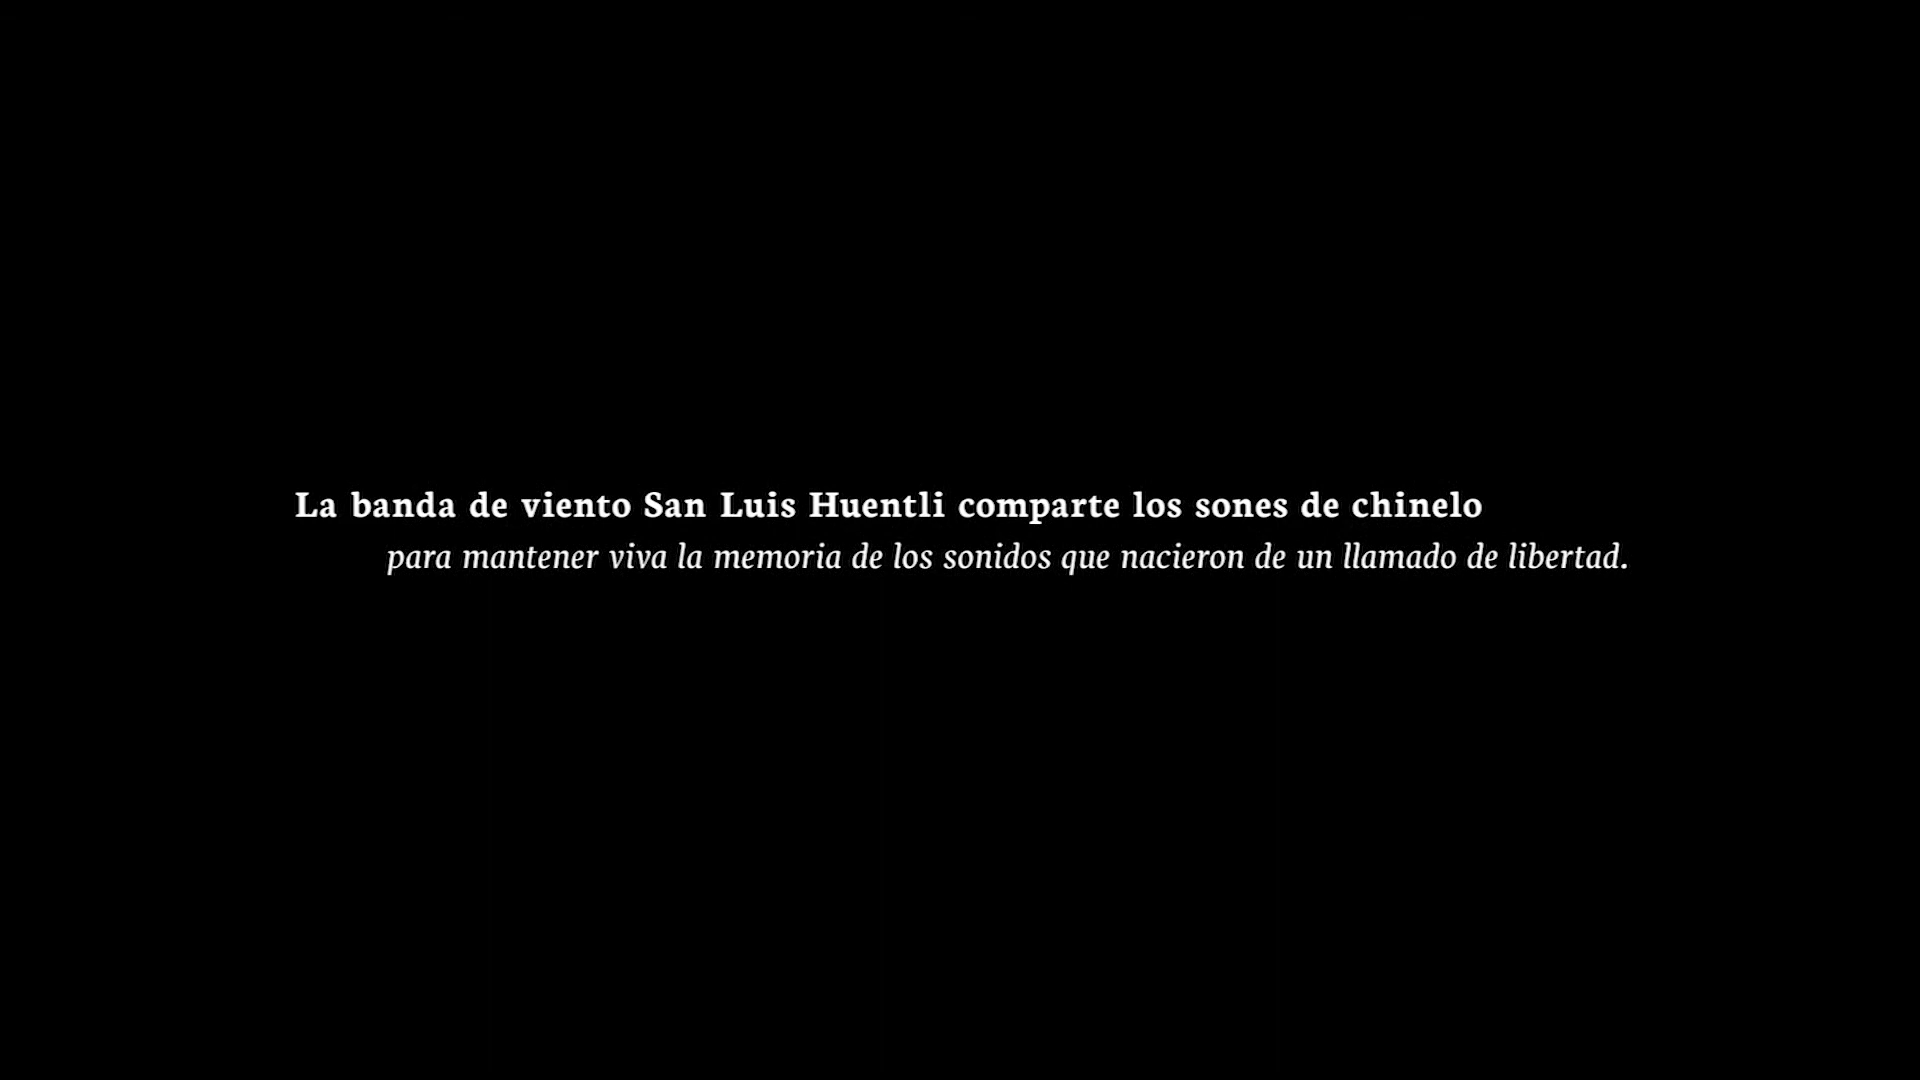 La banda de viento San Luis Huentli comparte los sones de chinelo
para mantener viva la memoria de los sonidos que nacieron de un llamado de libertad.